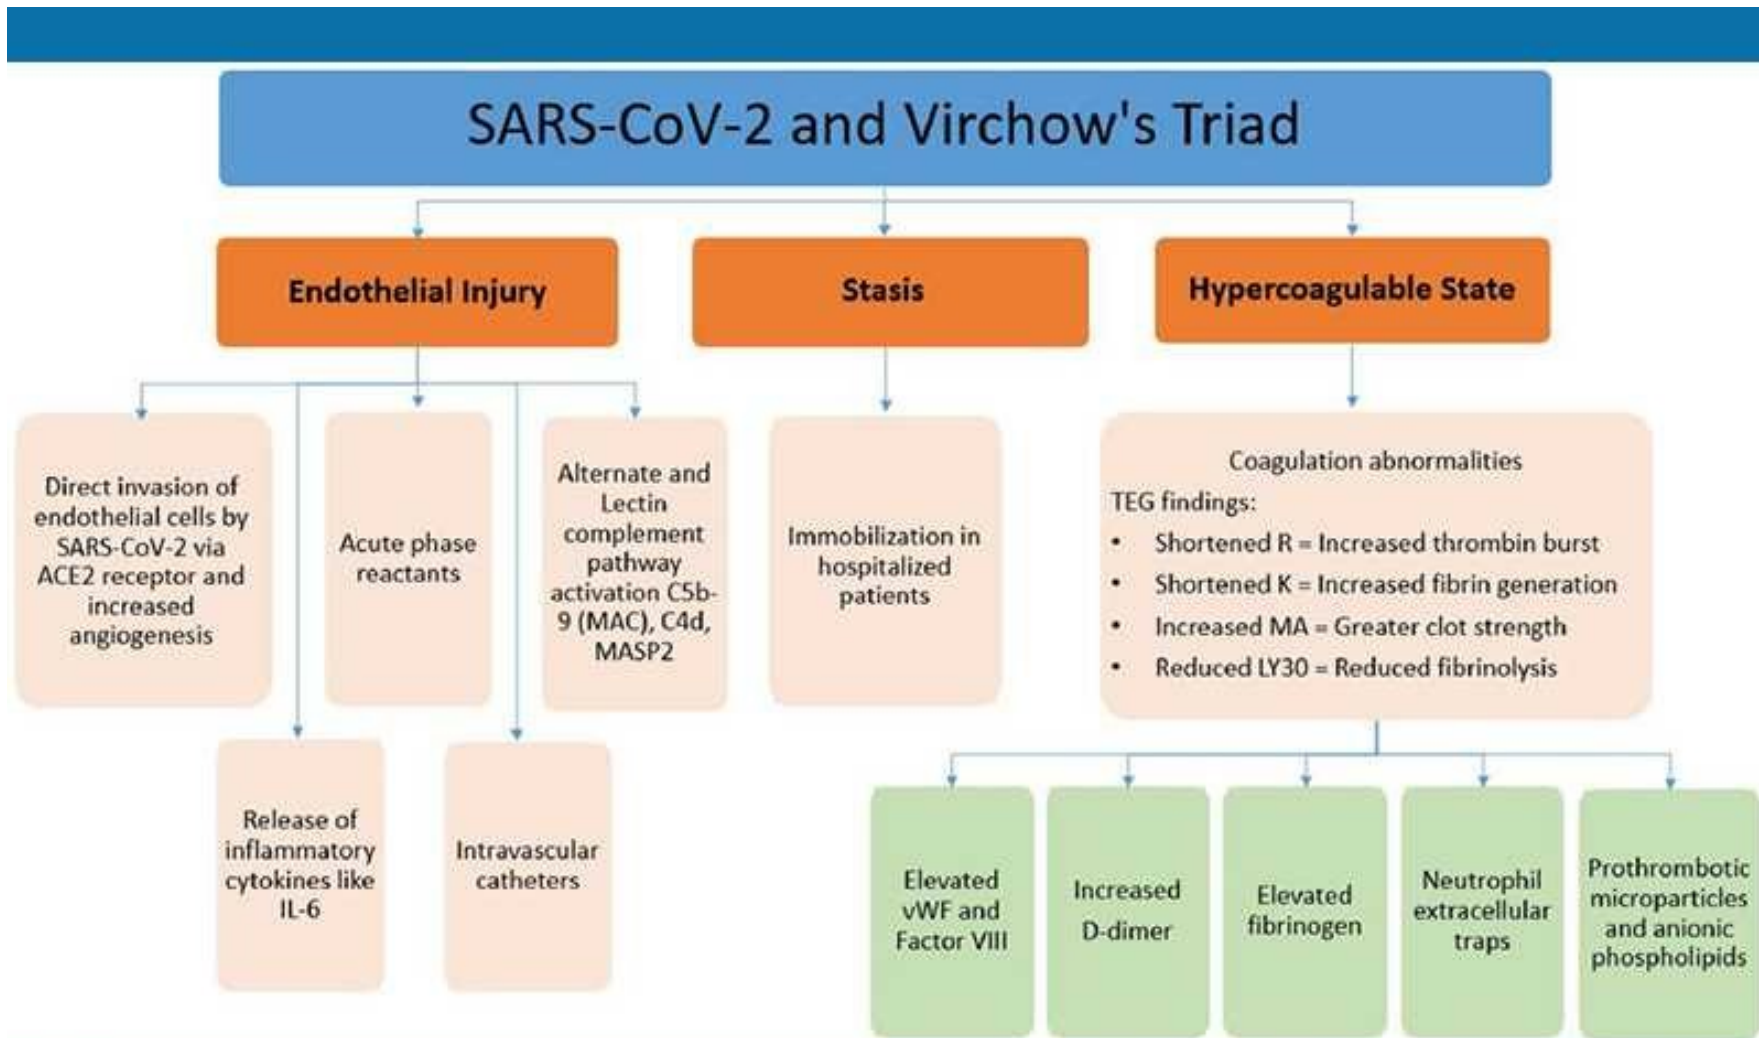 SARS-CoV-2 and Virchow's Triad
Endothelial Injury
Stasis
Hypercoagulable State
Direct invasion of
endothelial cells by
SARS-CoV-2 via
ACE2 receptor and
increased
angiogenesis
Acute phase
reactants
Alternate and
Lectin
complement
pathway
activation C5b-
9 (MAC), C4d,
MASP2
Immobilization in
hospitalized
patients
Coagulation abnormalities
TEG findings:
• Shortened R = Increased thrombin burst
• Shortened K = Increased fibrin generation
• Increased MA = Greater clot strength
• Reduced LY30 = Reduced fibrinolysis
Release of
inflammatory
cytokines like
IL-6
Intravascular
catheters
Elevated
vWF and
Factor VIII
Increased
D-dimer
Elevated
fibrinogen
Neutrophil
extracellular
traps
Prothrombotic
microparticles
and anionic
phospholipids